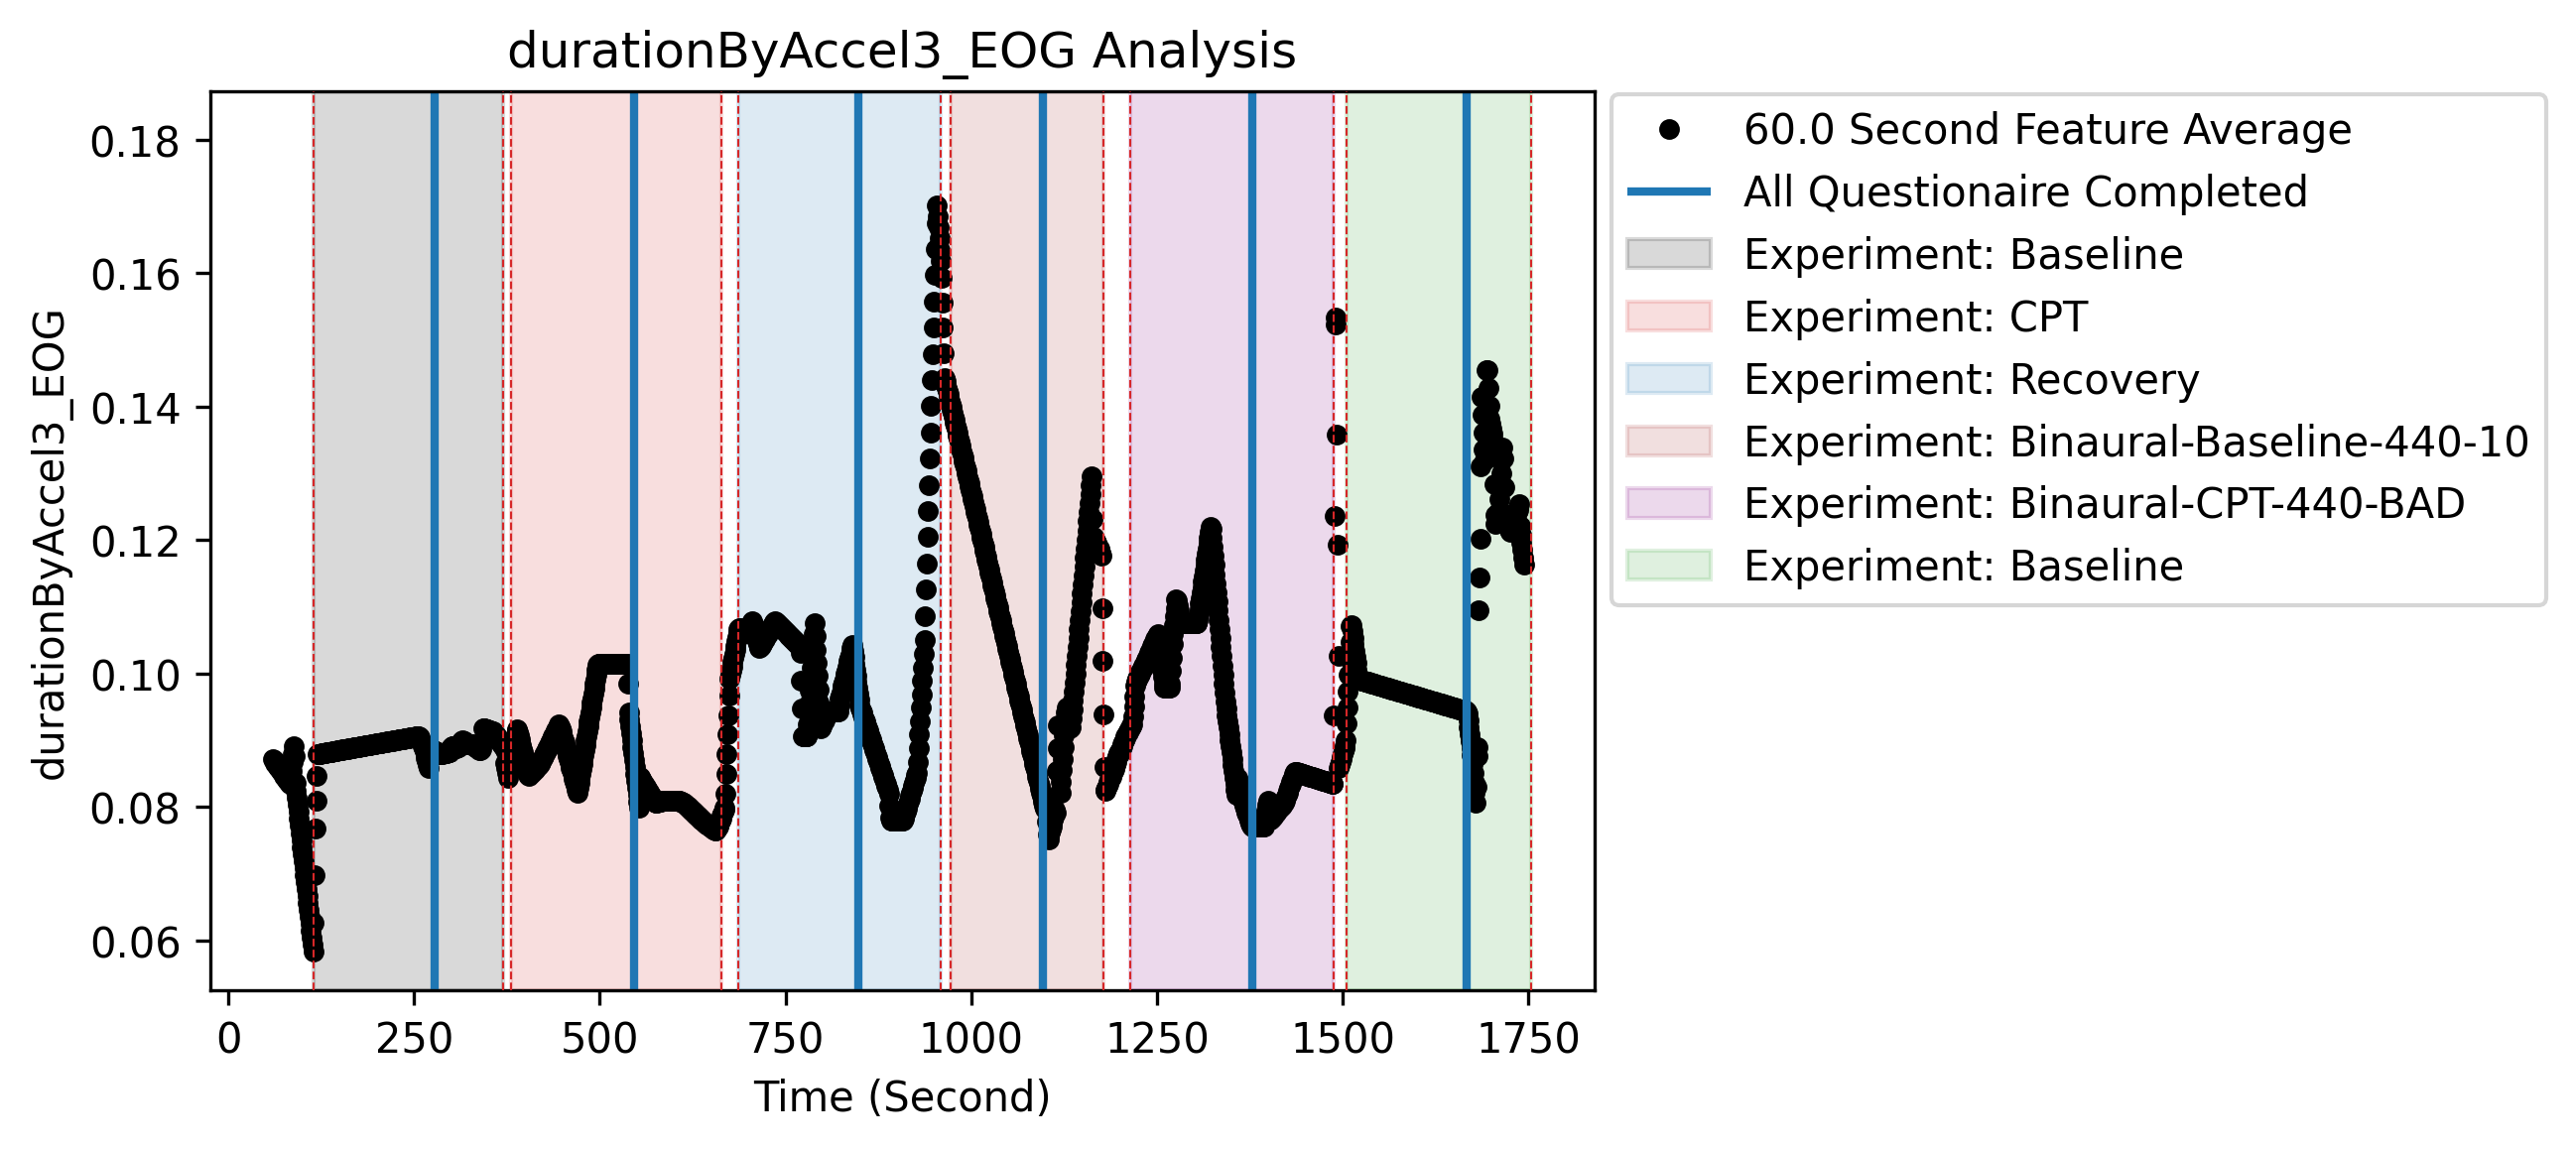 durationByAccel3_EOG Analysis
durationByAccel3_EOG
0.18
0.16
0.14
0.12
0.10
0.08
0.06
0 250 500 750 1000 1250 1500 1750
Time (Second)
60.0 Second Feature Average
All Questionaire Completed
Experiment: Baseline
Experiment: CPT
Experiment: Recovery
Experiment: Binaural-Baseline-440-10
Experiment: Binaural-CPT-440-BAD
Experiment: Baseline